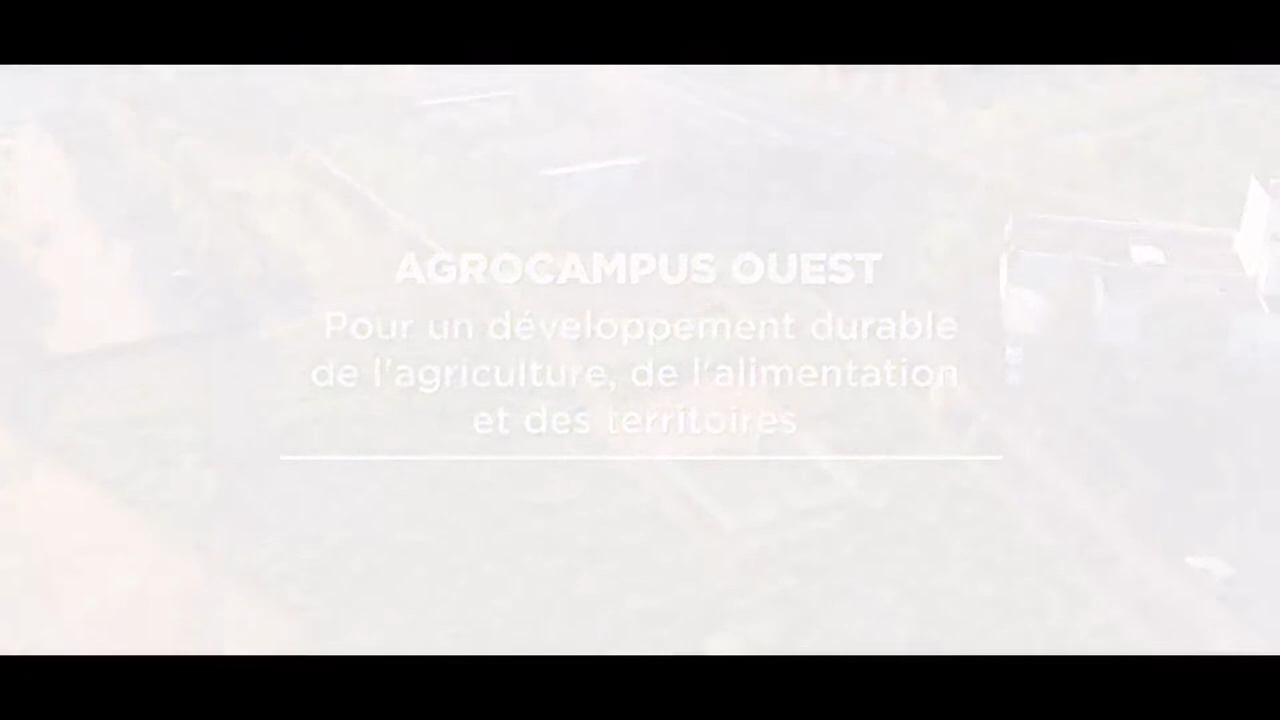 AGROCAMPUS OUEST
Pour un développement durable
de l'agriculture, de l'alimentation
et des territoires